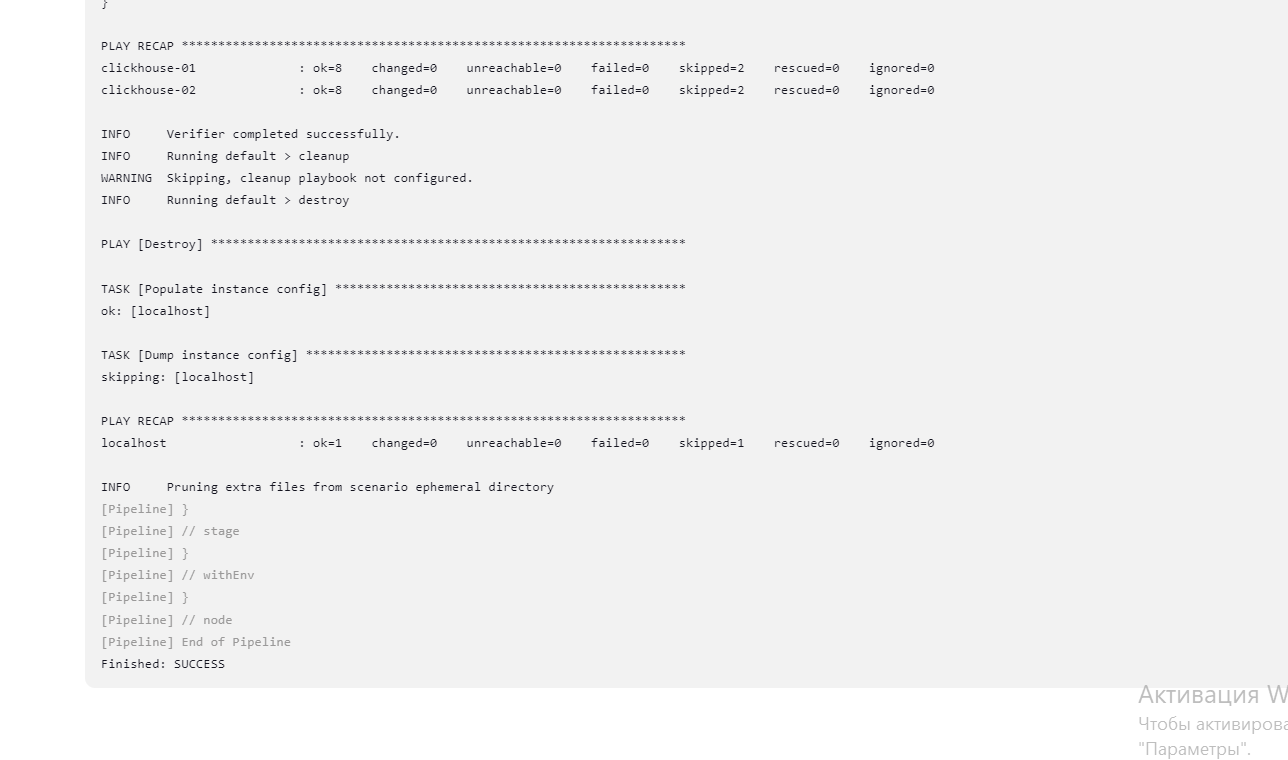 }
PLAY RECAP *********************************************************************
clickhouse-01              : ok=8    changed=0    unreachable=0    failed=0    skipped=2    rescued=0    ignored=0
clickhouse-02              : ok=8    changed=0    unreachable=0    failed=0    skipped=2    rescued=0    ignored=0
INFO     Verifier completed successfully.
INFO     Running default > cleanup
WARNING  Skipping, cleanup playbook not configured.
INFO     Running default > destroy
PLAY [Destroy] *****************************************************************
TASK [Populate instance config] ************************************************
ok: [localhost]
TASK [Dump instance config] ****************************************************
skipping: [localhost]
PLAY RECAP *********************************************************************
localhost                  : ok=1    changed=0    unreachable=0    failed=0    skipped=1    rescued=0    ignored=0
INFO     Pruning extra files from scenario ephemeral directory
[Pipeline] }
[Pipeline] // stage
[Pipeline] }
[Pipeline] // withEnv
[Pipeline] }
[Pipeline] // node
[Pipeline] End of Pipeline
Finished: SUCCESS
Активация W
Чтобы активирова
"Параметры".